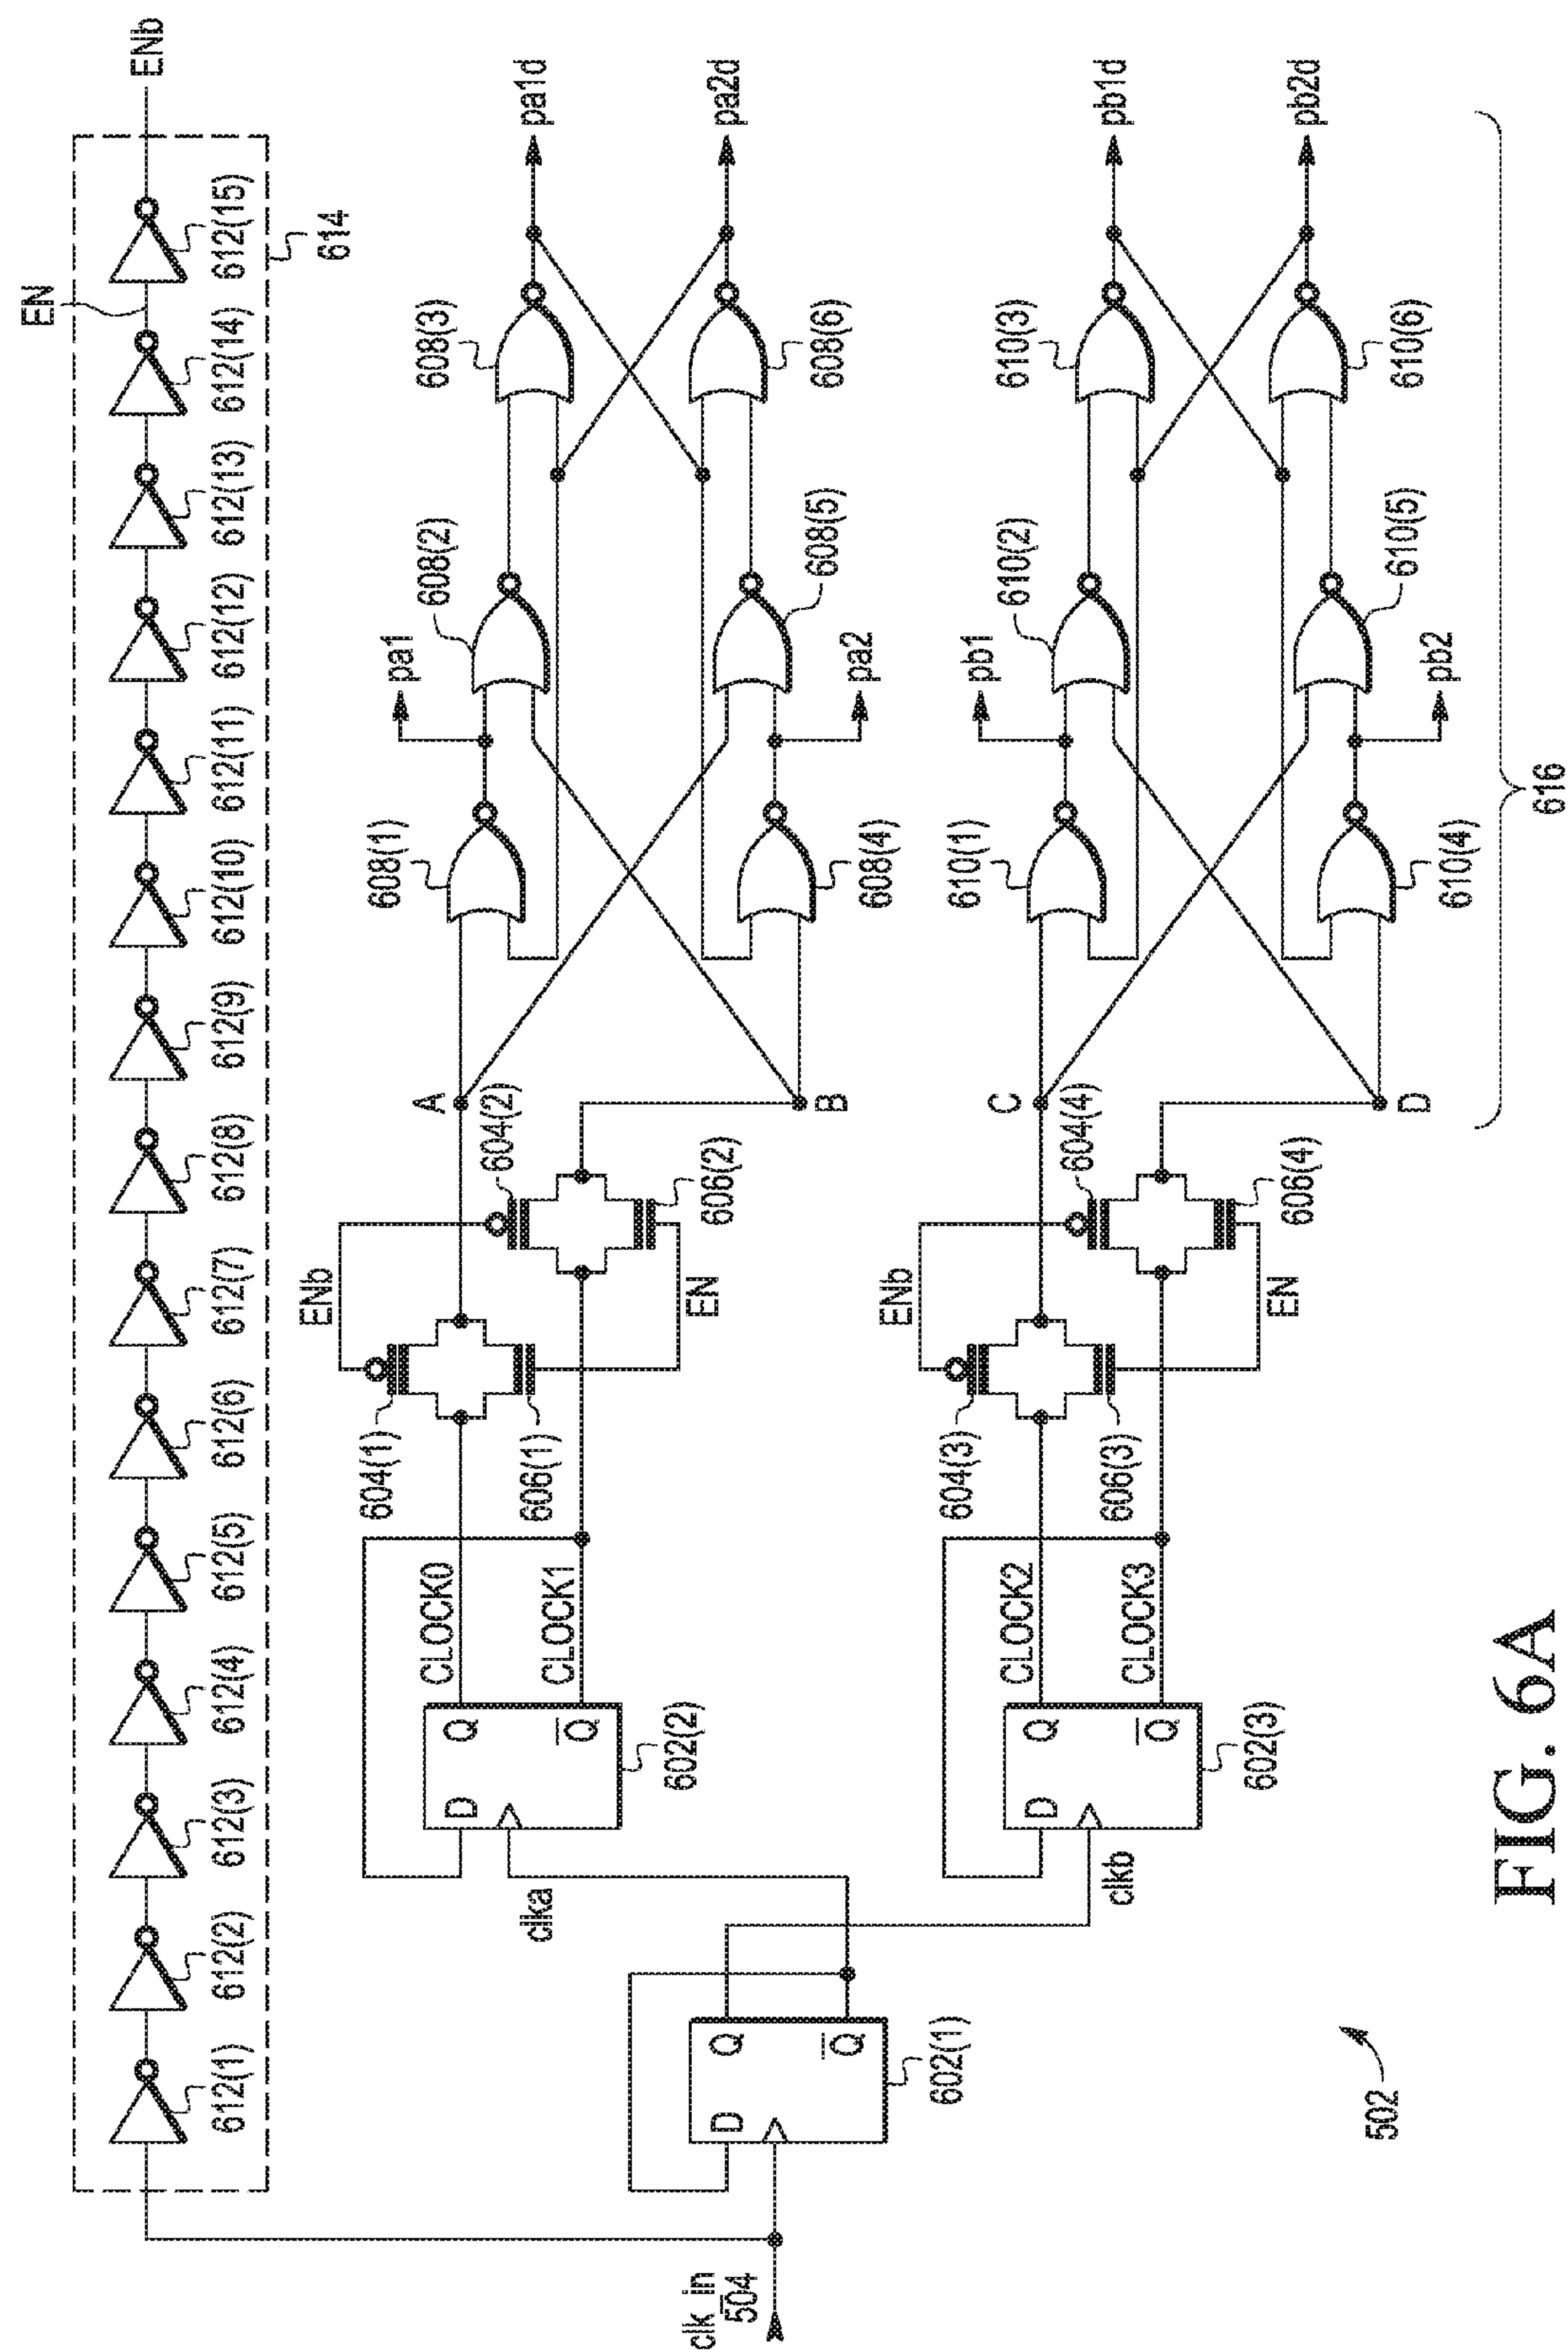 EN
ENb
612(1)
612(2)
612(3)
612(4)
612(5)
612(6)
612(7)
612(8)
612(9)
612(10)
612(11)
612(12)
612(13)
612(14)
612(15)
614
ENb
604(1)
A
604(2)
608(1)
pa1
608(2)
608(3)
pa1d
CLOCK0
D
Q
Q
CLOCK1
602(2)
606(1)
606(2)
EN
B
608(4)
pa2
608(5)
608(6)
pa2d
clka
clk_in
504
D
Q
Q
602(1)
ENb
604(3)
C
604(4)
610(1)
pb1
610(2)
610(3)
pb1d
CLOCK2
D
Q
Q
CLOCK3
602(3)
clkb
606(3)
606(4)
EN
D
610(4)
pb2
610(5)
610(6)
pb2d
616
502
FIG. 6A